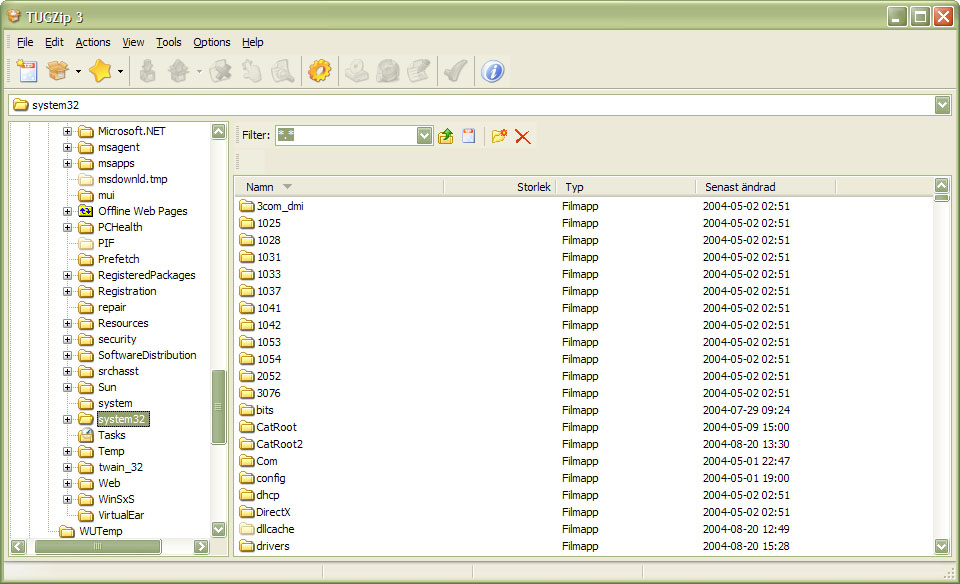 TUGZip 3
File Edit Actions View Tools Options Help
system32
Microsoft.NET
msagent
msapps
msdownld.tmp
mui
Offline Web Pages
PCHealth
PIF
Prefetch
RegisteredPackages
Registration
repair
Resources
security
SoftwareDistribution
srchasst
Sun
system
system32
Tasks
Temp
twain_32
Web
WinSxS
VirtualEar
WUTemp
Filter: *.*
Namn Storlek Typ Senast ändrad
3com_dmi Filmapp 2004-05-02 02:51
1025 Filmapp 2004-05-02 02:51
1028 Filmapp 2004-05-02 02:51
1031 Filmapp 2004-05-02 02:51
1033 Filmapp 2004-05-02 02:51
1037 Filmapp 2004-05-02 02:51
1041 Filmapp 2004-05-02 02:51
1042 Filmapp 2004-05-02 02:51
1053 Filmapp 2004-05-02 02:51
1054 Filmapp 2004-05-02 02:51
2052 Filmapp 2004-05-02 02:51
3076 Filmapp 2004-05-02 02:51
bits Filmapp 2004-07-29 09:24
CatRoot Filmapp 2004-05-09 15:00
CatRoot2 Filmapp 2004-08-20 13:30
Com Filmapp 2004-05-01 22:47
config Filmapp 2004-05-01 19:00
dhcp Filmapp 2004-05-02 02:51
DirectX Filmapp 2004-05-02 02:51
dllcache Filmapp 2004-08-20 12:49
drivers Filmapp 2004-08-20 15:28